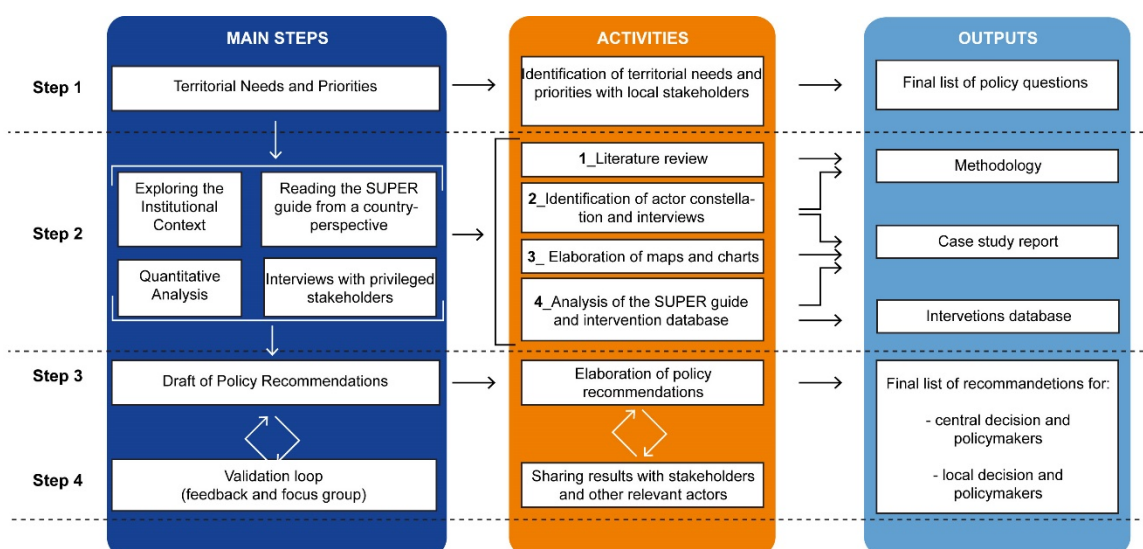 MAIN STEPS
ACTIVITIES
OUTPUTS
Step 1
Territorial Needs and Priorities
Identification of territorial needs and
priorities with local stakeholders
Final list of policy questions
Step 2
Exploring the
Institutional
Context
Reading the SUPER
guide from a country-
perspective
Quantitative
Analysis
Interviews with privileged
stakeholders
1_Literature review
2_Identification of actor constella-
tion and interviews
3_ Elaboration of maps and charts
4_Analysis of the SUPER guide
and intervention database
Methodology
Case study report
Intervetions database
Step 3
Draft of Policy Recommendations
Elaboration of policy
recommendations
Final list of recommandetions for:
- central decision and
policymakers
- local decision and
policymakers
Step 4
Validation loop
(feedback and focus group)
Sharing results with stakeholders
and other relevant actors